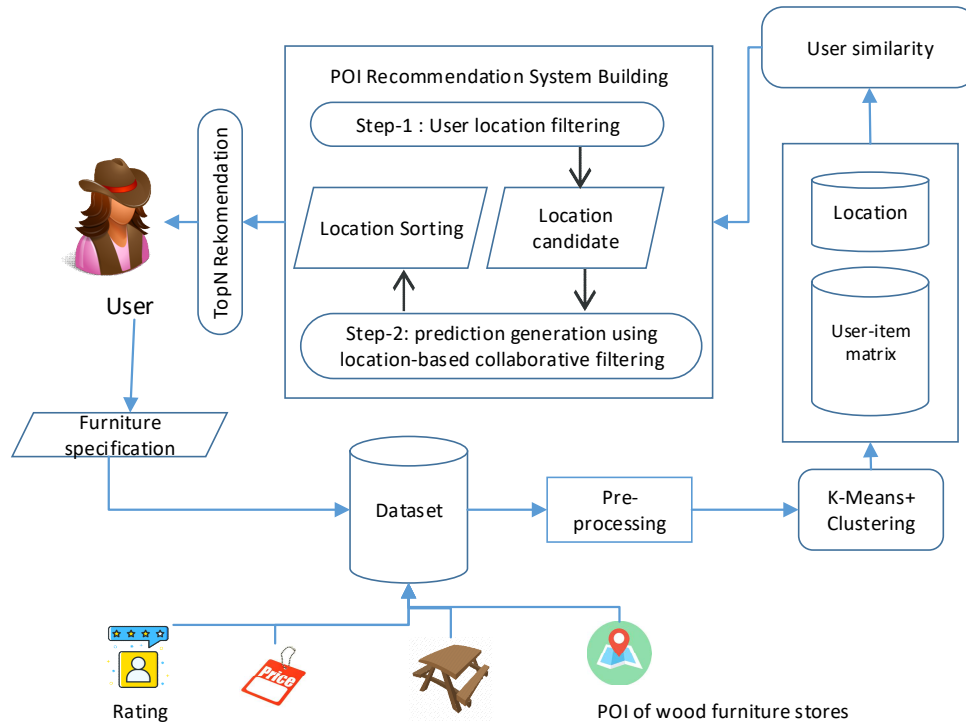 User similarity
POI Recommendation System Building
Step-1 : User location filtering
TopN Rekomendation
Location Sorting
Location
candidate
Location
User-item
matrix
User
Step-2: prediction generation using
location-based collaborative filtering
Furniture
specification
Dataset
Pre-
processing
K-Means+
Clustering
Price
Rating
POI of wood furniture stores